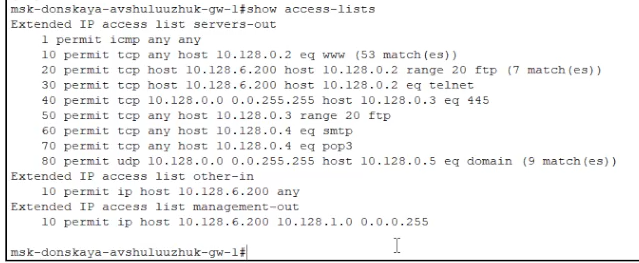 msk-donskaya-avshuluuzhuk-gw-1#show access-lists
Extended IP access list servers-out
1 permit icmp any any
10 permit tcp any host 10.128.0.2 eq www (53 match(es))
20 permit tcp host 10.128.6.200 host 10.128.0.2 range 20 ftp (7 match(es))
30 permit tcp host 10.128.6.200 host 10.128.0.2 eq telnet
40 permit tcp 10.128.0.0 0.0.255.255 host 10.128.0.3 eq 445
50 permit tcp any host 10.128.0.3 range 20 ftp
60 permit tcp any host 10.128.0.4 eq smtp
70 permit tcp any host 10.128.0.4 eq pop3
80 permit udp 10.128.0.0 0.0.255.255 host 10.128.0.5 eq domain (9 match(es))
Extended IP access list other-in
10 permit ip host 10.128.6.200 any
Extended IP access list management-out
10 permit ip host 10.128.6.200 10.128.1.0 0.0.0.255
msk-donskaya-avshuluuzhuk-gw-1#